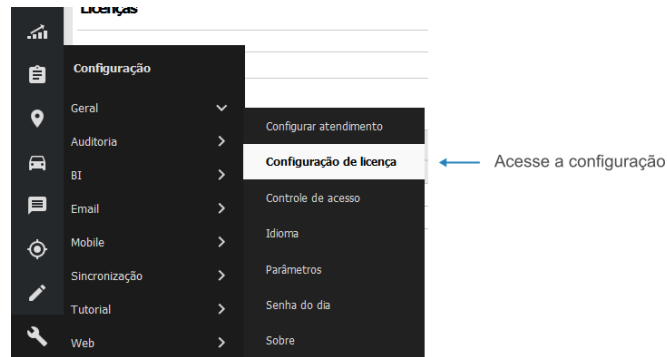 Licenças
Configuração
Geral
Auditoria
BI
Email
Mobile
Sincronização
Tutorial
Web
Configurar atendimento
Configuração de licença
Controle de acesso
Idioma
Parâmetros
Senha do dia
Sobre
Acesse a configuração